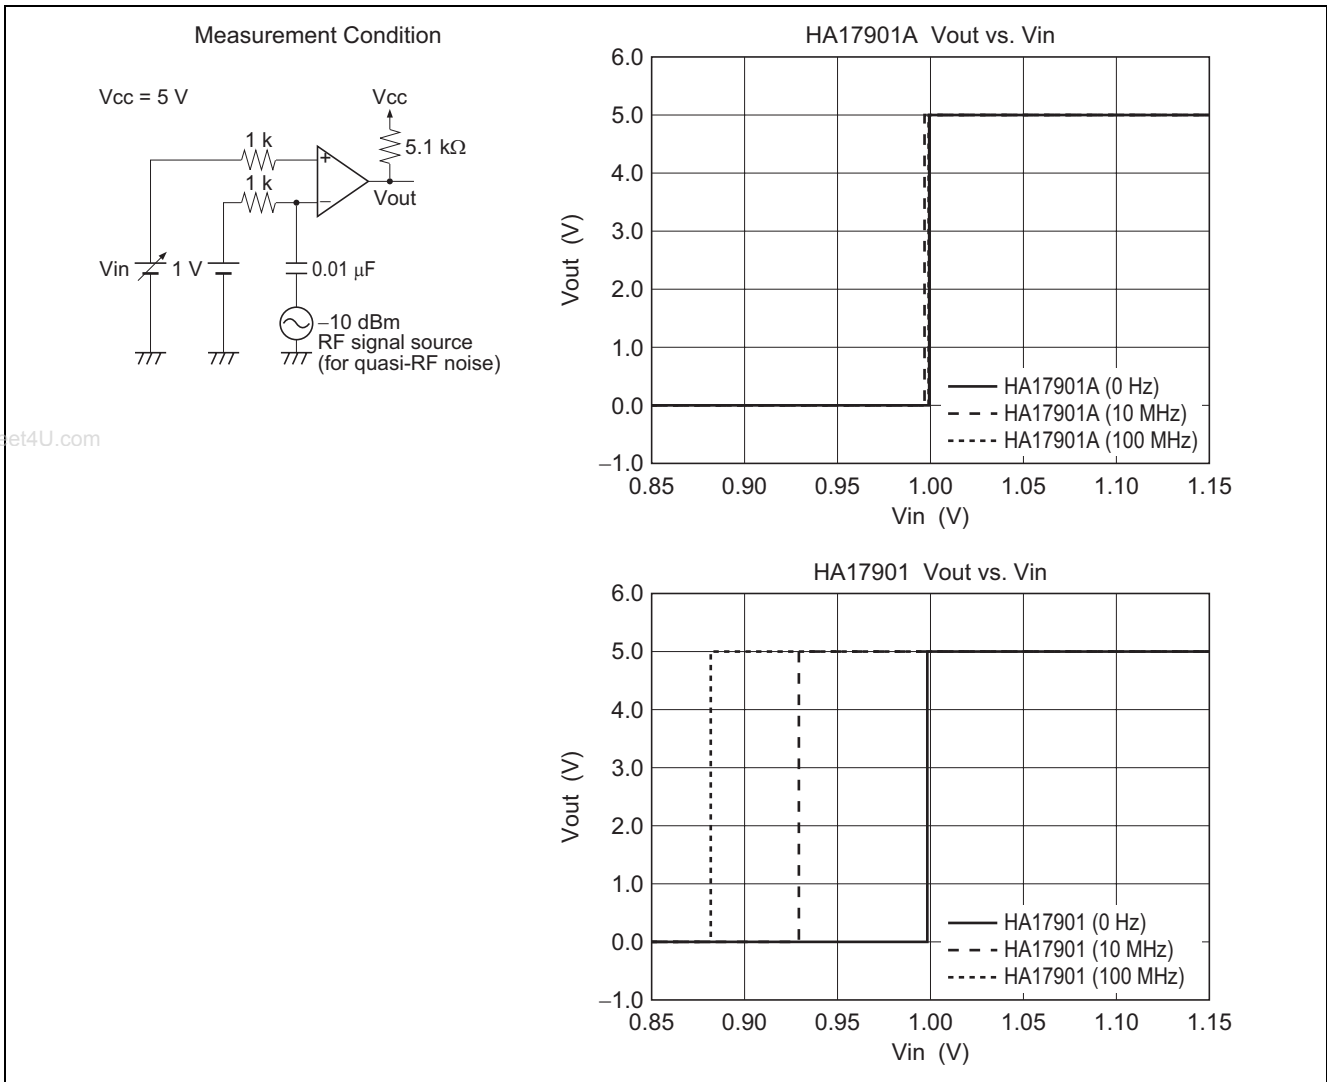 Measurement Condition
Vcc = 5 V
Vcc
1 k
5.1 kΩ
+
1 k
−
Vout
Vin
1 V
0.01 μF
−10 dBm
RF signal source
(for quasi-RF noise)
et4U.com
HA17901A Vout vs. Vin
6.0
5.0
4.0
3.0
2.0
1.0
0.0
−1.0
Vout (V)
HA17901A (0 Hz)
HA17901A (10 MHz)
HA17901A (100 MHz)
0.85 0.90 0.95 1.00 1.05 1.10 1.15
Vin (V)
HA17901 Vout vs. Vin
6.0
5.0
4.0
3.0
2.0
1.0
0.0
−1.0
Vout (V)
HA17901 (0 Hz)
HA17901 (10 MHz)
HA17901 (100 MHz)
0.85 0.90 0.95 1.00 1.05 1.10 1.15
Vin (V)